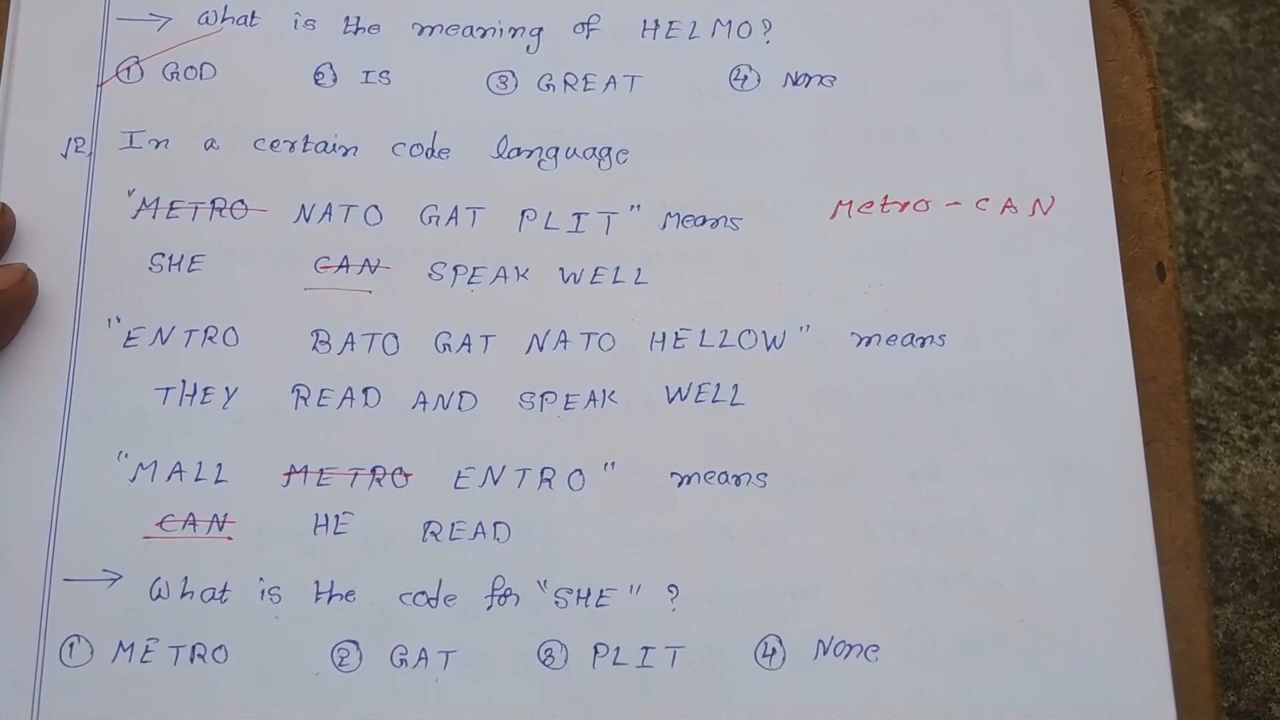 → What is the meaning of HELMO?
① GOD ② IS ③ GREAT ④ None
12. In a certain code language
"METRO NATO GAT PLIT" means Metro - CAN
SHE CAN SPEAK WELL
"ENTRO BATO GAT NATO HELLOW" means
THEY READ AND SPEAK WELL
"MALL METRO ENTRO" means
CAN HE READ
→ What is the code for "SHE" ?
① METRO ② GAT ③ PLIT ④ None